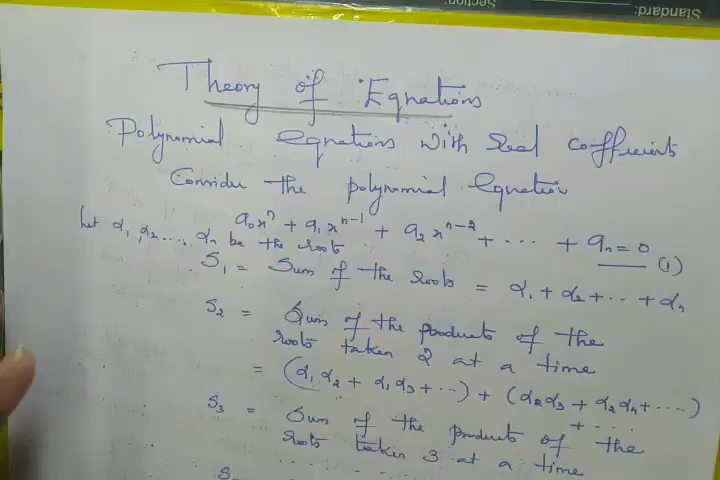 Section
Standard:
Theory of Equations
Polynomial equations with real coefficients
Consider the polynomial equation
a₀xⁿ + a₁xⁿ⁻¹ + a₂xⁿ⁻² + ... + aₙ = 0 —— (1)
Let α₁, α₂ .... αₙ be the roots
S₁ = Sum of the roots = α₁ + α₂ + ... + αₙ
S₂ = Sum of the products of the
roots taken 2 at a time
= (α₁α₂ + α₁α₃ + ...) + (α₂α₃ + α₂α₄ + ....)
+ ....
S₃ = Sum of the products of the
roots taken 3 at a time